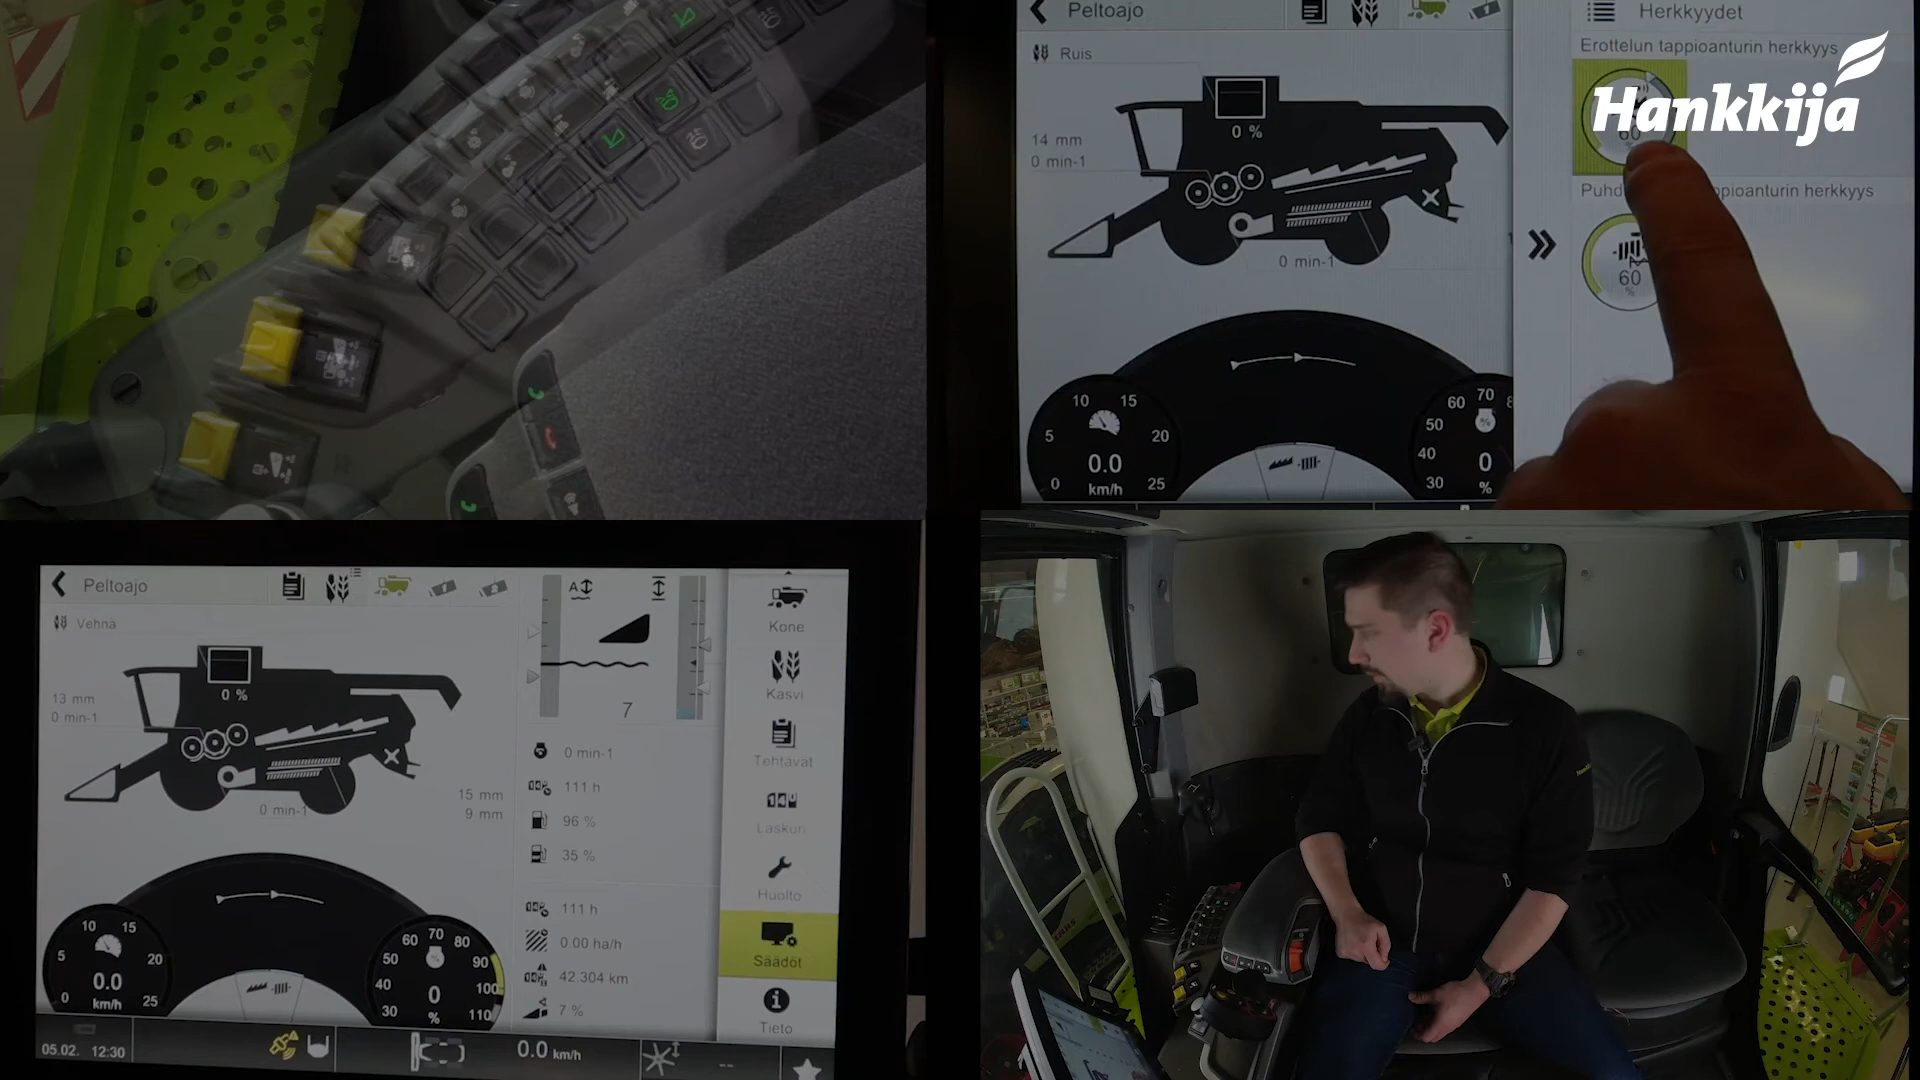 Peltoajo
Ruis
0 %
14 mm
0 min-1
0 min-1
10
15
5
20
0.0
0
km/h
25
60
70
50
40
30
0
%
Herkkyydet
Erottelun tappioanturin herkkyys
60
tappioanturin herkkyys
60
%
Hankkija
Peltoajo
Vehnä
0 %
13 mm
0 min-1
0 min-1
15 mm
9 mm
10
15
5
20
0.0
0
km/h
25
60
70
80
50
90
40
100
30
110
0
%
7
0 min-1
111 h
96 %
35 %
111 h
0.00 ha/h
42.304 km
7 %
Kone
Kasvi
Tehtävät
Laskuri
Huolto
Säädöt
Tieto
05.02.
12:30
0.0 km/h
--